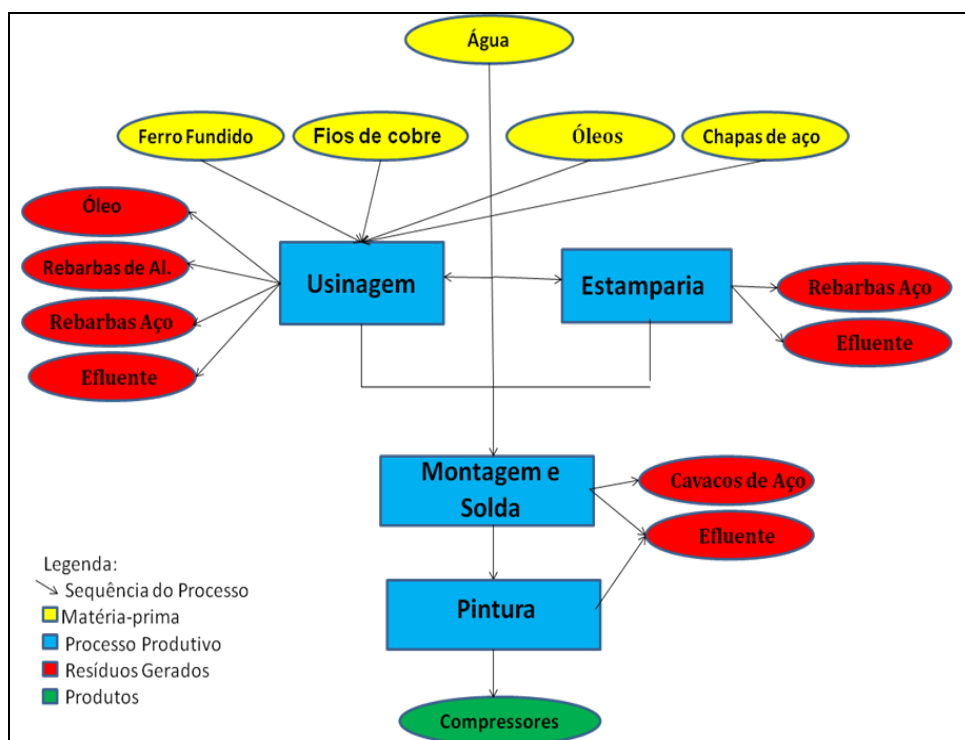 Água
Ferro Fundido
Fios de cobre
Óleos
Chapas de aço
Óleo
Rebarbas de Al.
Rebarbas Aço
Efluente
Usinagem
Estamparia
Rebarbas Aço
Efluente
Montagem e
Solda
Cavacos de Aço
Efluente
Pintura
Compressores
Legenda:
Sequência do Processo
Matéria-prima
Processo Produtivo
Resíduos Gerados
Produtos